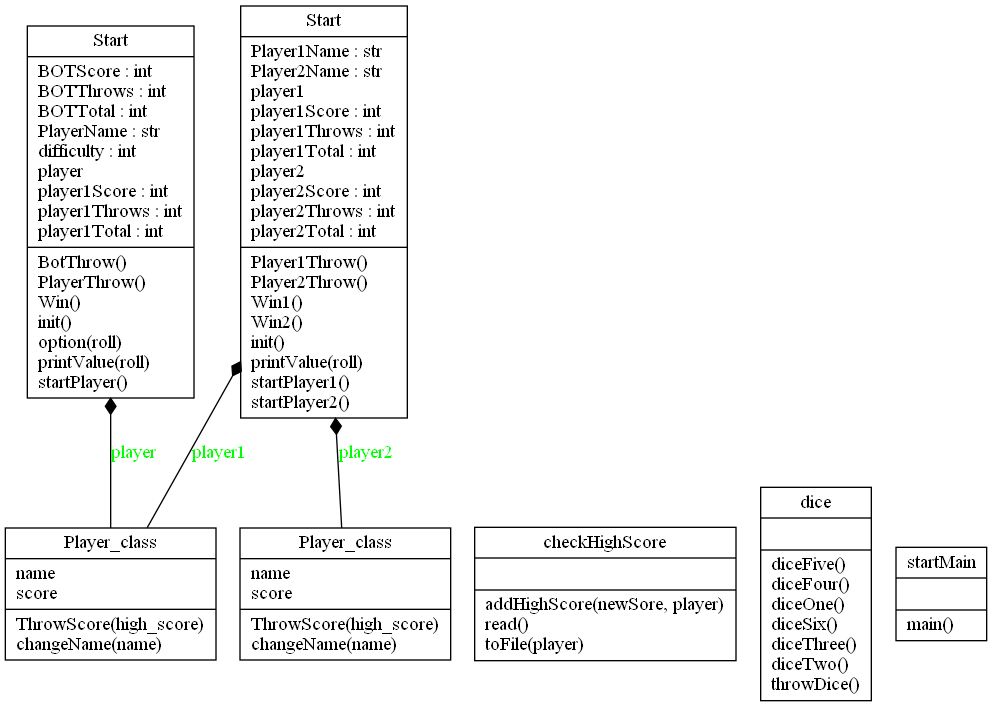 Start
BOTScore : int
BOTThrows : int
BOTTotal : int
PlayerName : str
difficulty : int
player
player1Score : int
player1Throws : int
player1Total : int
BotThrow()
PlayerThrow()
Win()
init()
option(roll)
printValue(roll)
startPlayer()
Start
Player1Name : str
Player2Name : str
player1
player1Score : int
player1Throws : int
player1Total : int
player2
player2Score : int
player2Throws : int
player2Total : int
Player1Throw()
Player2Throw()
Win1()
Win2()
init()
printValue(roll)
startPlayer1()
startPlayer2()
player
player1
player2
Player_class
name
score
ThrowScore(high_score)
changeName(name)
Player_class
name
score
ThrowScore(high_score)
changeName(name)
checkHighScore
addHighScore(newSore, player)
read()
toFile(player)
dice
diceFive()
diceFour()
diceOne()
diceSix()
diceThree()
diceTwo()
throwDice()
startMain
main()